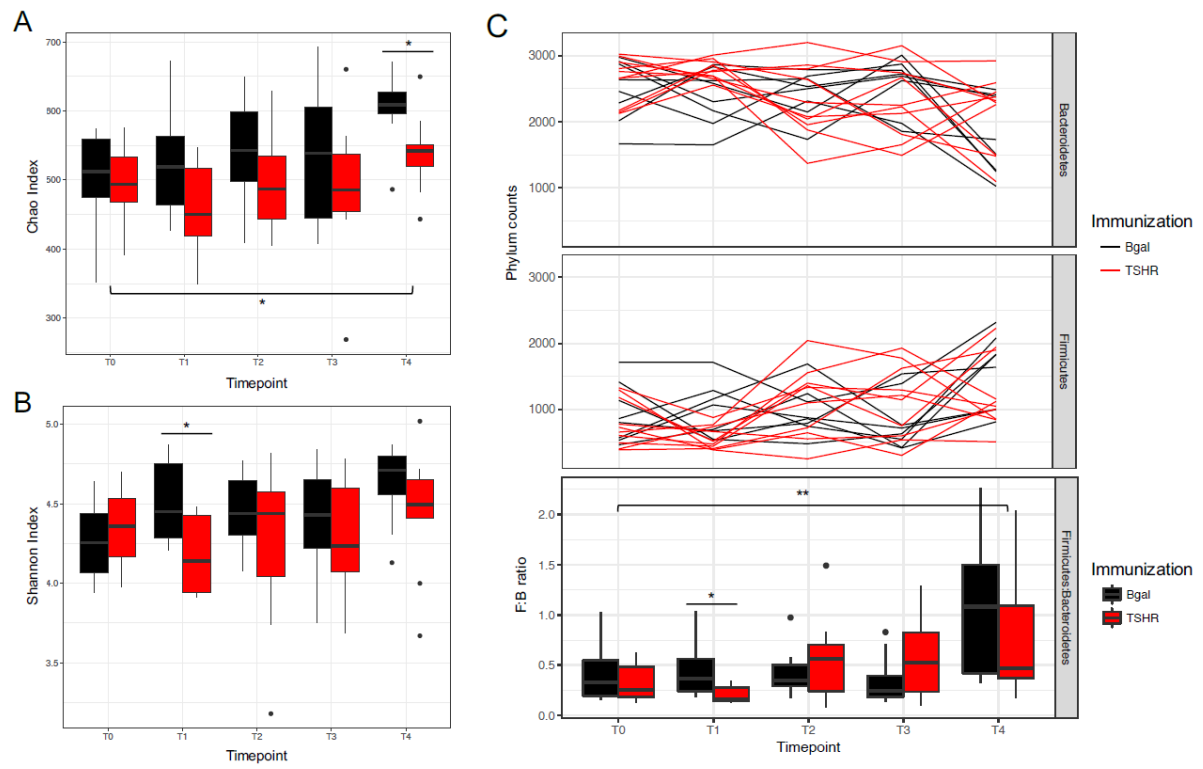 A
700
600
500
400
300
Chao Index
*
*
T0 T1 T2 T3 T4
Timepoint
B
5.0
4.5
4.0
3.5
Shannon Index
*
T0 T1 T2 T3 T4
Timepoint
C
3000
2000
1000
Bacteroidetes
Phylum counts
3000
2000
1000
Firmicutes
Immunization
Bgal
TSHR
2.0
1.5
1.0
0.5
0.0
F:B ratio
**
*
Firmicutes:Bacteroidetes
T0 T1 T2 T3 T4
Timepoint
Immunization
Bgal
TSHR